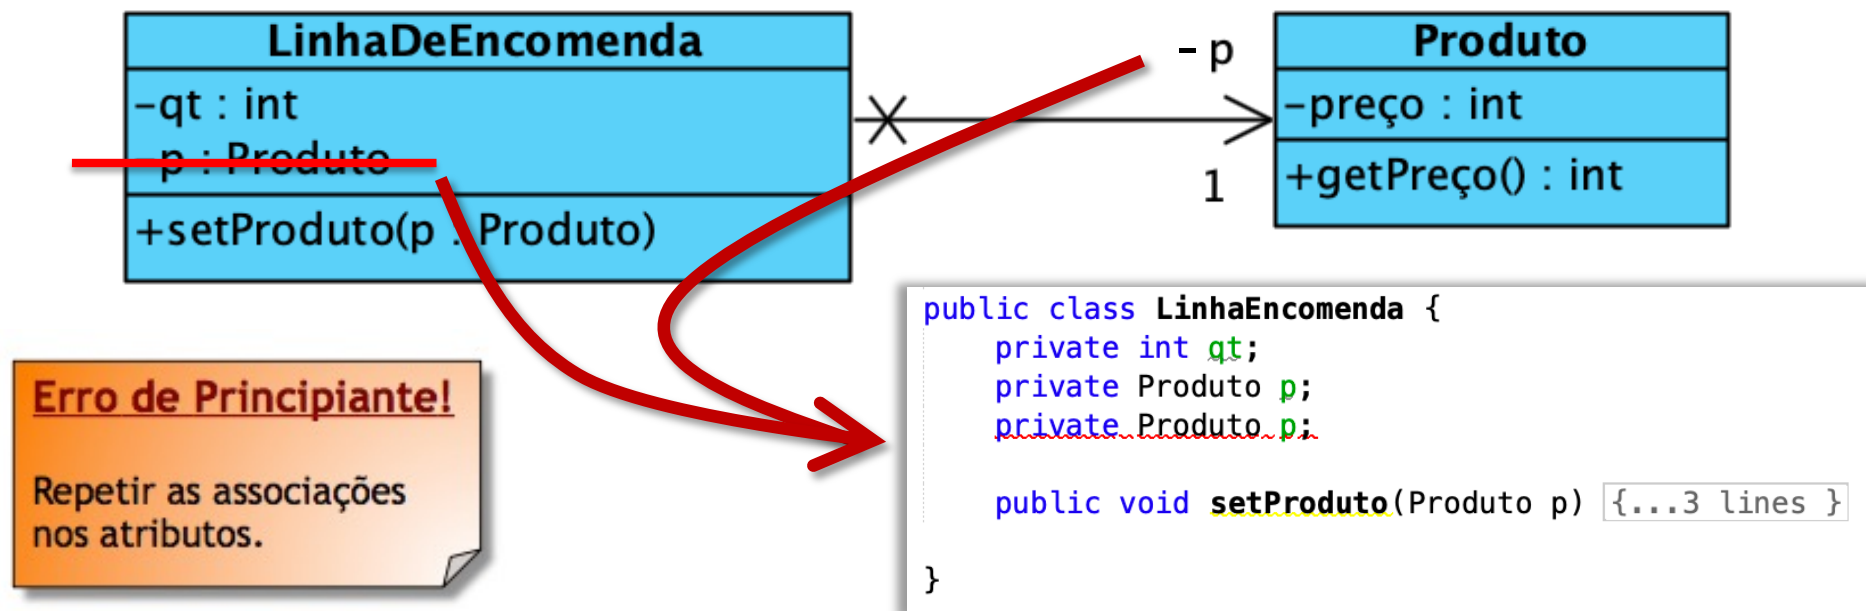 LinhaDeEncomenda
-qt : int
-p : Produto
+setProduto(p : Produto)
-p
1
Produto
-preço : int
+getPreço() : int
Erro de Principiante!
Repetir as associações
nos atributos.
public class LinhaEncomenda {
private int qt;
private Produto p;
private Produto p;
public void setProduto(Produto p) {...3 lines }
}